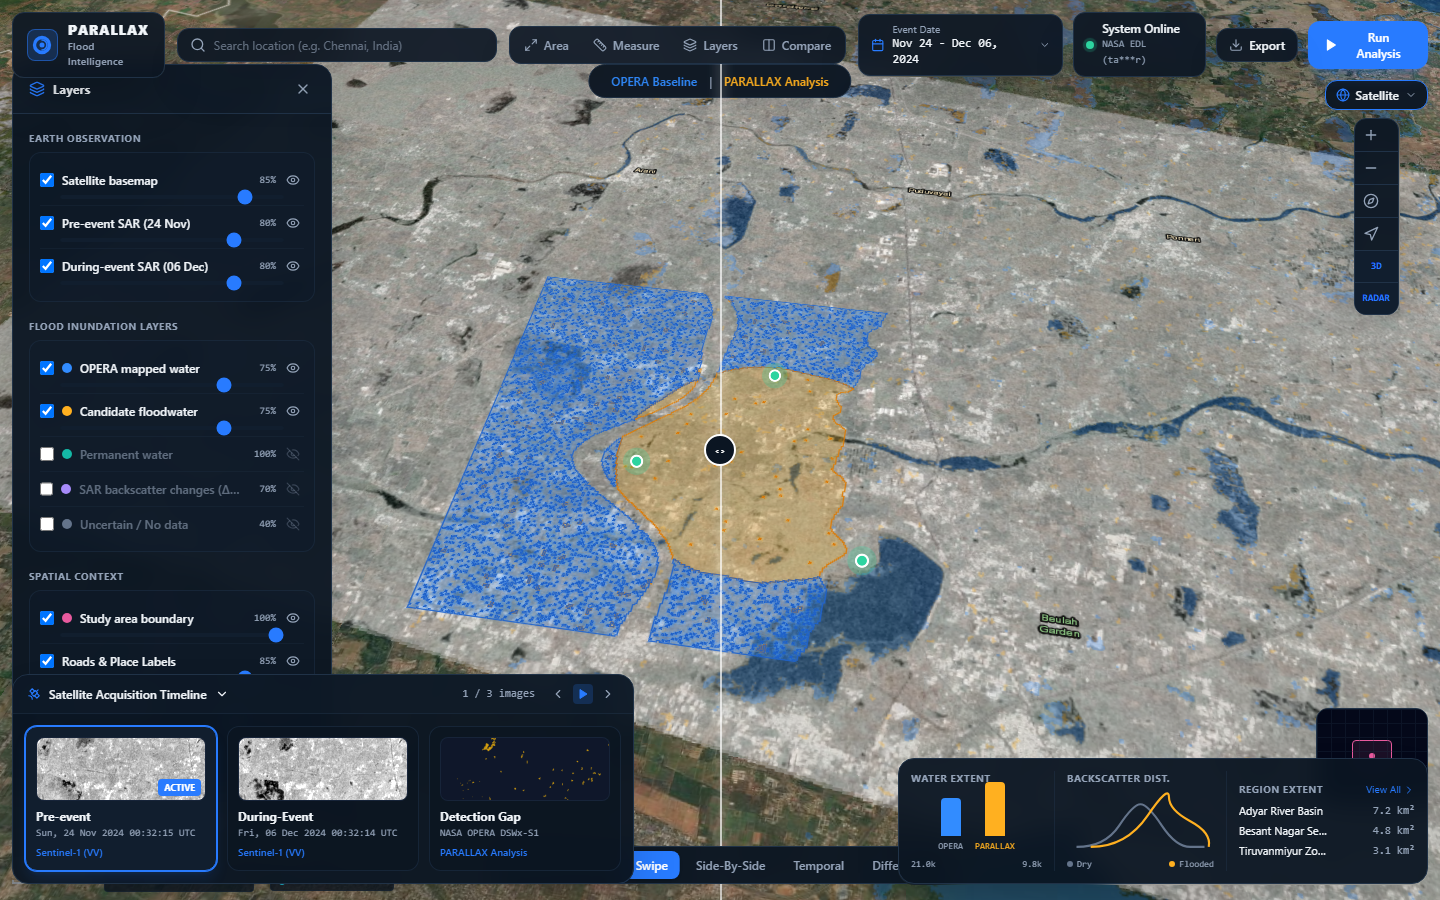 PARALLAX
Flood
Intelligence
Search location (e.g. Chennai, India)
Area
Measure
Layers
Compare
Event Date
Nov 24 - Dec 06,
2024
System Online
NASA EDL
(ta***r)
Export
Run
Analysis
OPERA Baseline | PARALLAX Analysis
Satellite
Layers
EARTH OBSERVATION
Satellite basemap 85%
Pre-event SAR (24 Nov) 80%
During-event SAR (06 Dec) 80%
FLOOD INUNDATION LAYERS
OPERA mapped water 75%
Candidate floodwater 75%
Permanent water 100%
SAR backscatter changes (Δ... 70%
Uncertain / No data 40%
SPATIAL CONTEXT
Study area boundary 100%
Roads & Place Labels 85%
3D
RADAR
Arani
Beulah
Garden
Satellite Acquisition Timeline
1 / 3 images
ACTIVE
Pre-event
Sun, 24 Nov 2024 00:32:15 UTC
Sentinel-1 (VV)
During-Event
Fri, 06 Dec 2024 00:32:14 UTC
Sentinel-1 (VV)
Detection Gap
NASA OPERA DSWx-S1
PARALLAX Analysis
Swipe
Side-By-Side
Temporal
Diffe
WATER EXTENT
OPERA
PARALLAX
21.0k
9.8k
BACKSCATTER DIST.
Dry
Flooded
REGION EXTENT
View All
Adyar River Basin 7.2 km²
Besant Nagar Se... 4.8 km²
Tiruvanmiyur Zo... 3.1 km²